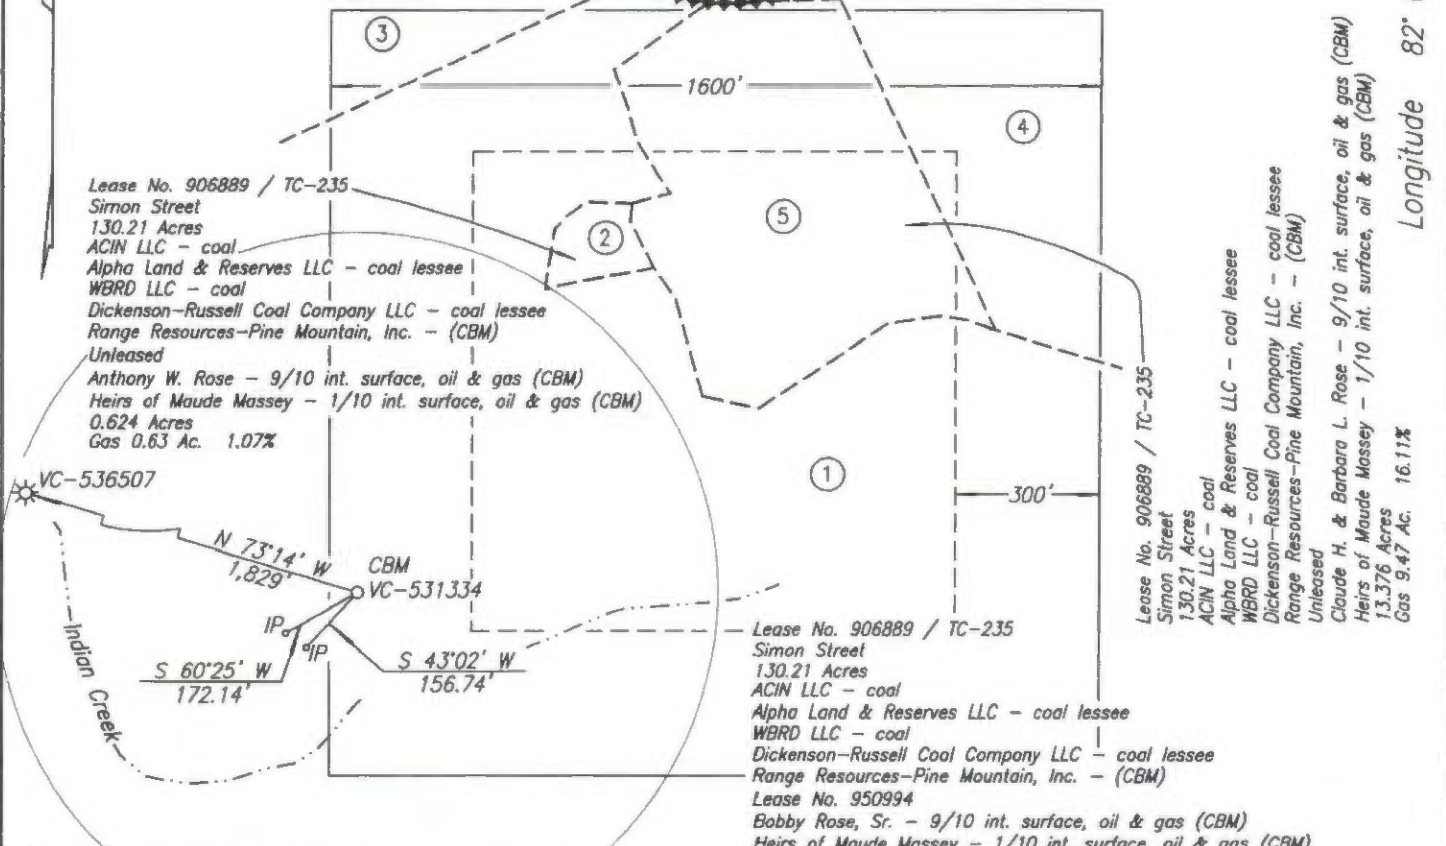 3
1600'
4
Lease No. 906889 / TC-235
Simon Street
130.21 Acres
ACIN LLC - coal
Alpha Land & Reserves LLC - coal lessee
WBRD LLC - coal
Dickenson-Russell Coal Company LLC - coal lessee
Range Resources-Pine Mountain, Inc. - (CBM)
Unleased
Anthony W. Rose - 9/10 int. surface, oil & gas (CBM)
Heirs of Maude Massey - 1/10 int. surface, oil & gas (CBM)
0.624 Acres
Gas 0.63 Ac. 1.07%
2
5
1
300'
VC-536507
N 73°14' W
1,829'
CBM
VC-531334
IP
IP
S 60°25' W
172.14'
S 43°02' W
156.74'
Indian Creek
Lease No. 906889 / TC-235
Simon Street
130.21 Acres
ACIN LLC - coal
Alpha Land & Reserves LLC - coal lessee
WBRD LLC - coal
Dickenson-Russell Coal Company LLC - coal lessee
Range Resources-Pine Mountain, Inc. - (CBM)
Lease No. 950994
Bobby Rose, Sr. - 9/10 int. surface, oil & gas (CBM)
Heirs of Maude Massey - 1/10 int. surface, oil & gas (CBM)
Lease No. 906889 / TC-235
Simon Street
130.21 Acres
ACIN LLC - coal
Alpha Land & Reserves LLC - coal lessee
WBRD LLC - coal
Dickenson-Russell Coal Company LLC - coal lessee
Range Resources-Pine Mountain, Inc. - (CBM)
Unleased
Claude H. & Barbara L. Rose - 9/10 int. surface, oil & gas (CBM)
Heirs of Maude Massey - 1/10 int. surface, oil & gas (CBM)
13.376 Acres
Gas 9.47 Ac. 16.11%
Longitude 82°